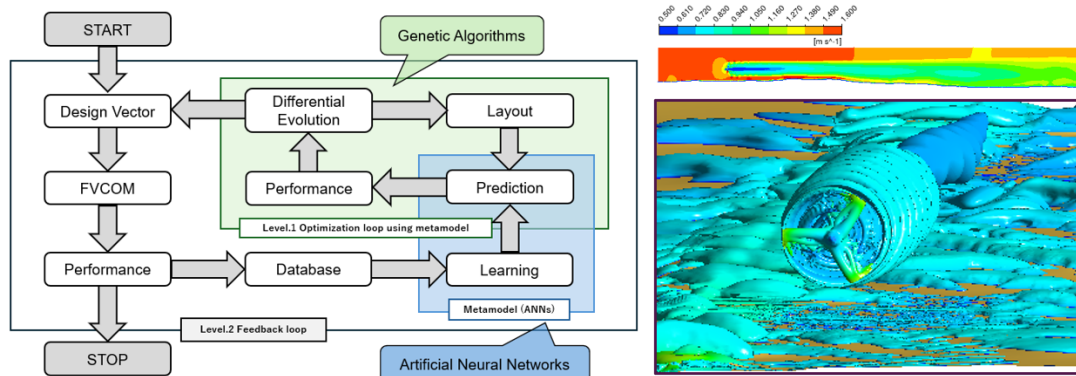 START
Genetic Algorithms
Design Vector
Differential
Evolution
Layout
FVCOM
Performance
Prediction
Level.1 Optimization loop using metamodel
Performance
Database
Learning
Metamodel (ANNs)
Level.2 Feedback loop
STOP
Artificial Neural Networks
0.500
0.610
0.720
0.830
0.940
1.050
1.160
1.270
1.380
1.490
1.600
[m s^-1]